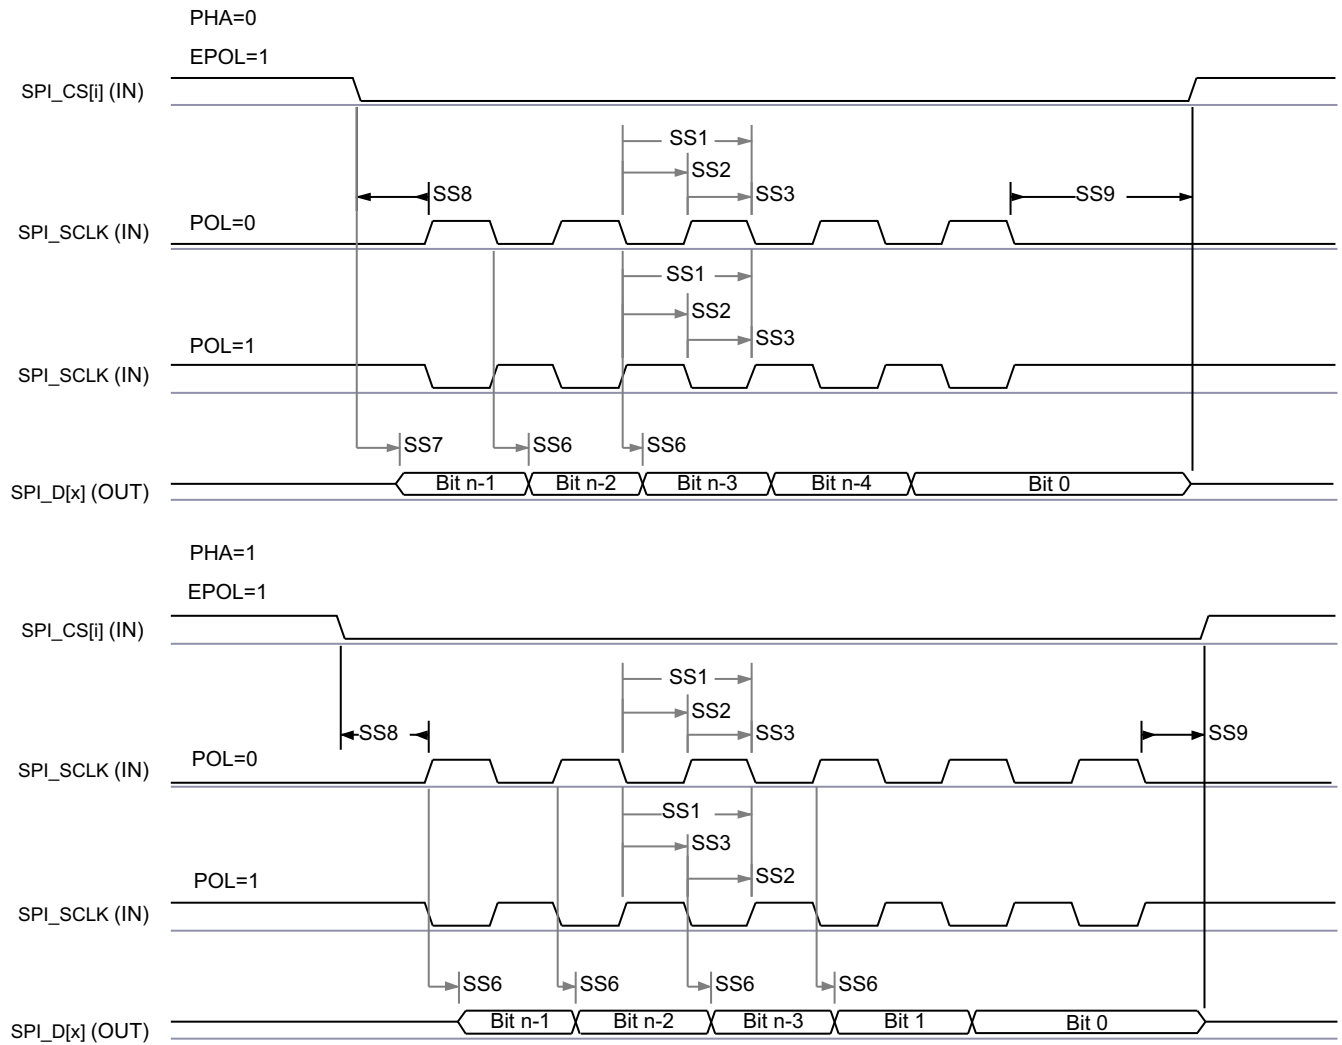 PHA=0
EPOL=1
SPI_CS[i] (IN)
SS1
SS2
SS8
SS3
SS9
POL=0
SPI_SCLK (IN)
SS1
SS2
SS3
POL=1
SPI_SCLK (IN)
SS7
SS6
SS6
SPI_D[x] (OUT)
Bit n-1
Bit n-2
Bit n-3
Bit n-4
Bit 0
PHA=1
EPOL=1
SPI_CS[i] (IN)
SS1
SS2
SS8
SS3
SS9
POL=0
SPI_SCLK (IN)
SS1
SS3
SS2
POL=1
SPI_SCLK (IN)
SS6
SS6
SS6
SS6
SPI_D[x] (OUT)
Bit n-1
Bit n-2
Bit n-3
Bit 1
Bit 0